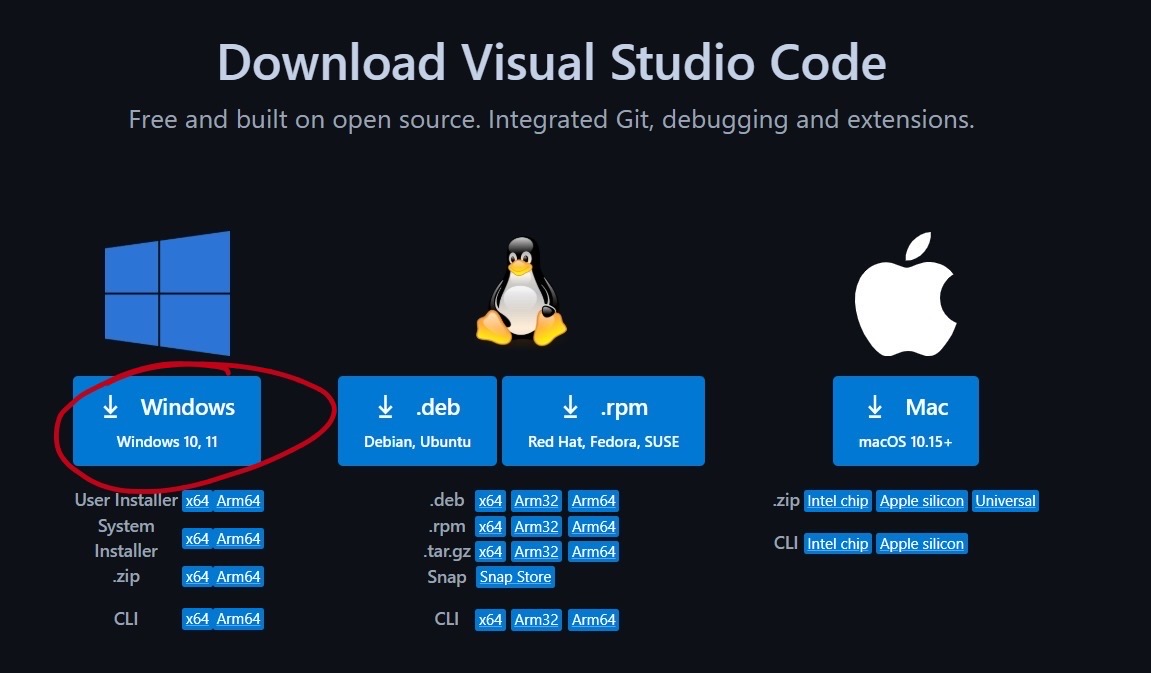 Download Visual Studio Code
Free and built on open source. Integrated Git, debugging and extensions.
Windows
Windows 10, 11
User Installer x64 Arm64
System
Installer x64 Arm64
.zip x64 Arm64
CLI x64 Arm64
.deb
Debian, Ubuntu
.rpm
Red Hat, Fedora, SUSE
.deb x64 Arm32 Arm64
.rpm x64 Arm32 Arm64
.tar.gz x64 Arm32 Arm64
Snap Snap Store
CLI x64 Arm32 Arm64
Mac
macOS 10.15+
.zip Intel chip Apple silicon Universal
CLI Intel chip Apple silicon